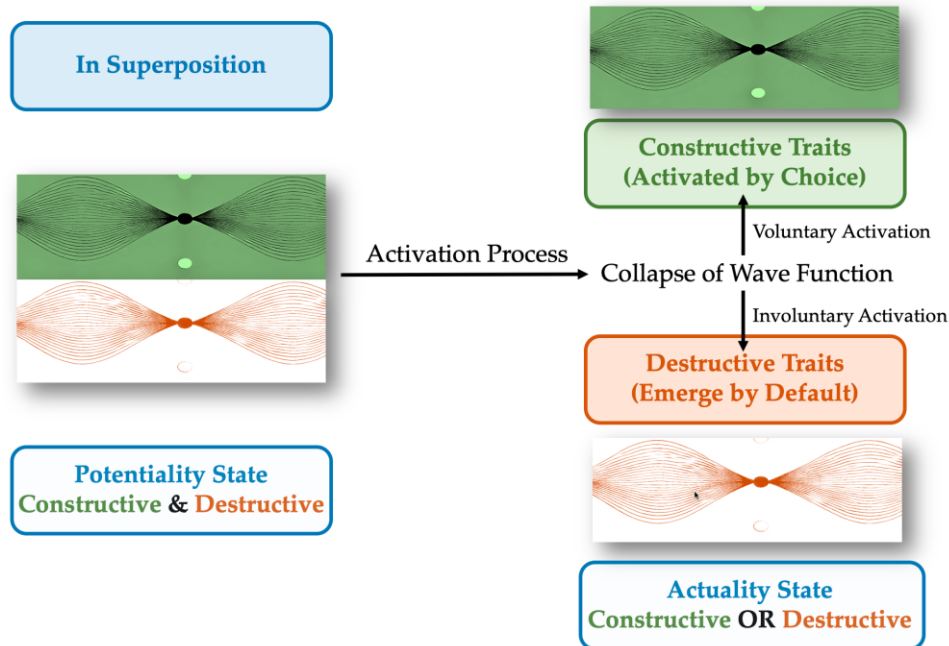 In Superposition
Constructive Traits
(Activated by Choice)
Voluntary Activation
Activation Process
Collapse of Wave Function
Involuntary Activation
Destructive Traits
(Emerge by Default)
Potentiality State
Constructive & Destructive
Actuality State
Constructive OR Destructive